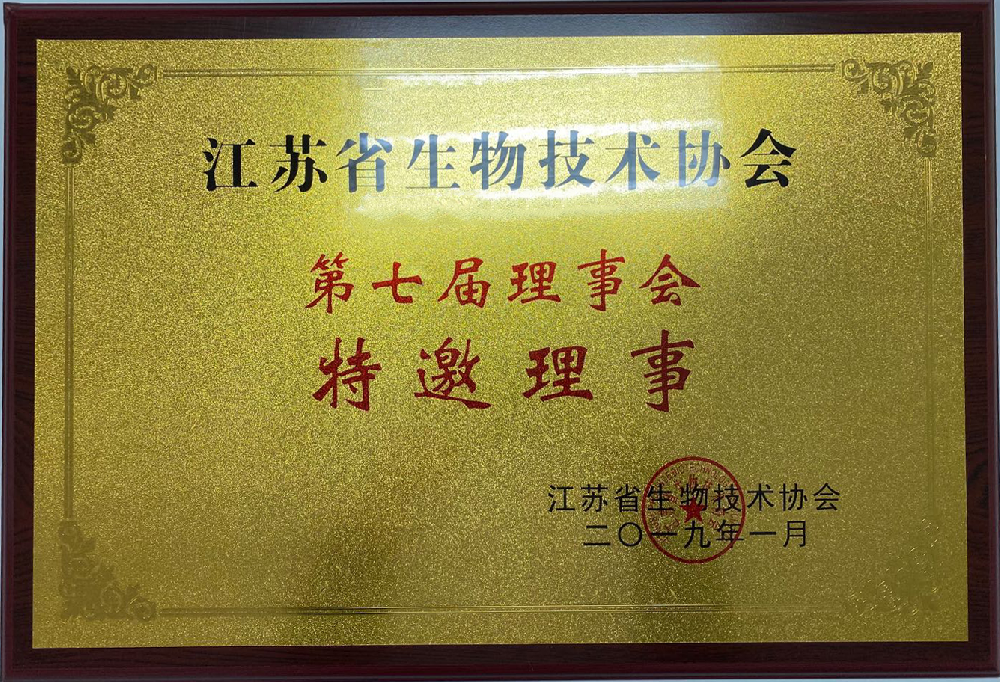 江苏省生物技术协会
第七届理事会
特邀理事
江苏省生物技术协会
二〇一九年一月